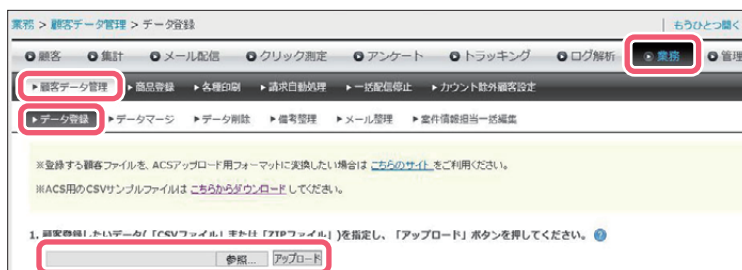 業務 > 顧客データ管理 > データ登録 もうひとつ開く
顧客 集計 メール配信 クリック測定 アンケート トラッキング ログ解析 業務 管理
顧客データ管理 商品登録 各種印刷 請求自動処理 一括配信停止 カウント除外顧客設定
データ登録 データマージ データ削除 備考整理 メール整理 案件情報担当一括編集
※登録する顧客ファイルを、ACSアップロード用フォーマットに変換したい場合は こちらのサイト をご利用ください。
※ACS用のCSVサンプルファイルは こちらからダウンロード してください。
1. 顧客登録したいデータ(「CSVファイル」または「ZIPファイル」)を指定し、「アップロード」ボタンを押してください。 ?
参照... アップロード